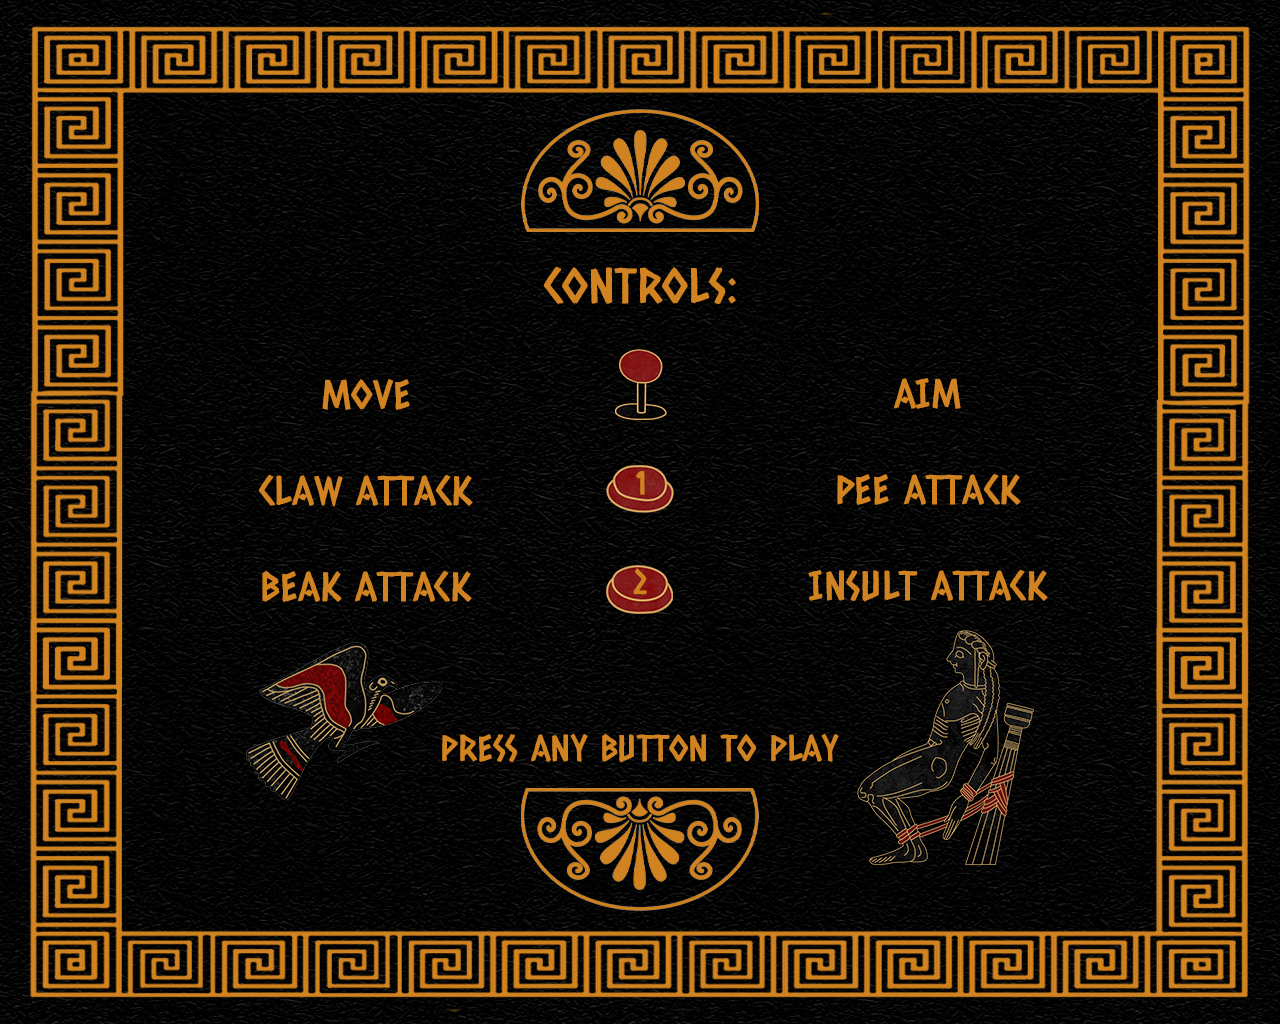 CONTROLS:
MOVE AIM
CLAW ATTACK 1 PEE ATTACK
BEAK ATTACK 2 INSULT ATTACK
PRESS ANY BUTTON TO PLAY